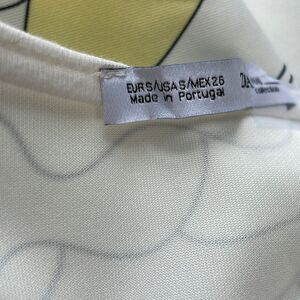 EUR S/USA S/MEX 26
Made in Portugal